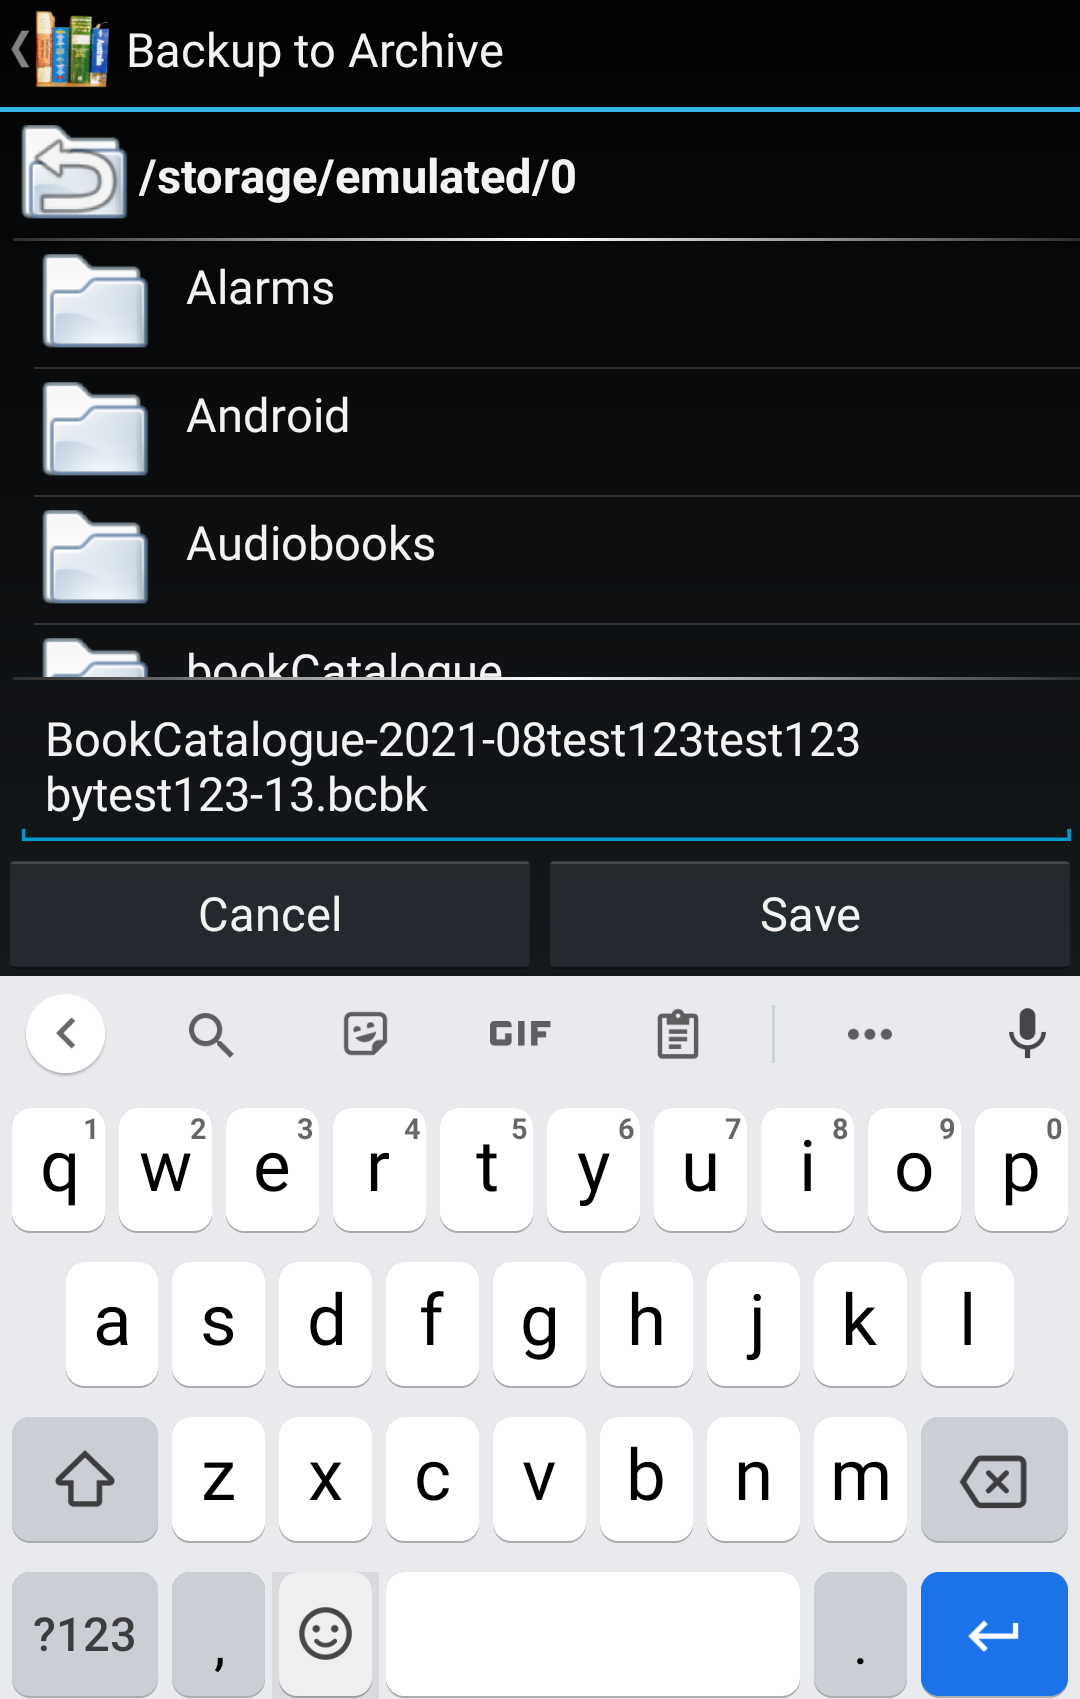 Backup to Archive
/storage/emulated/0
Alarms
Android
Audiobooks
bookCatalogue
BookCatalogue-2021-08test123test123
bytest123-13.bcbk
Cancel Save
GIF
1 2 3 4 5 6 7 8 9 0
q w e r t y u i o p
a s d f g h j k l
z x c v b n m
?123 , .